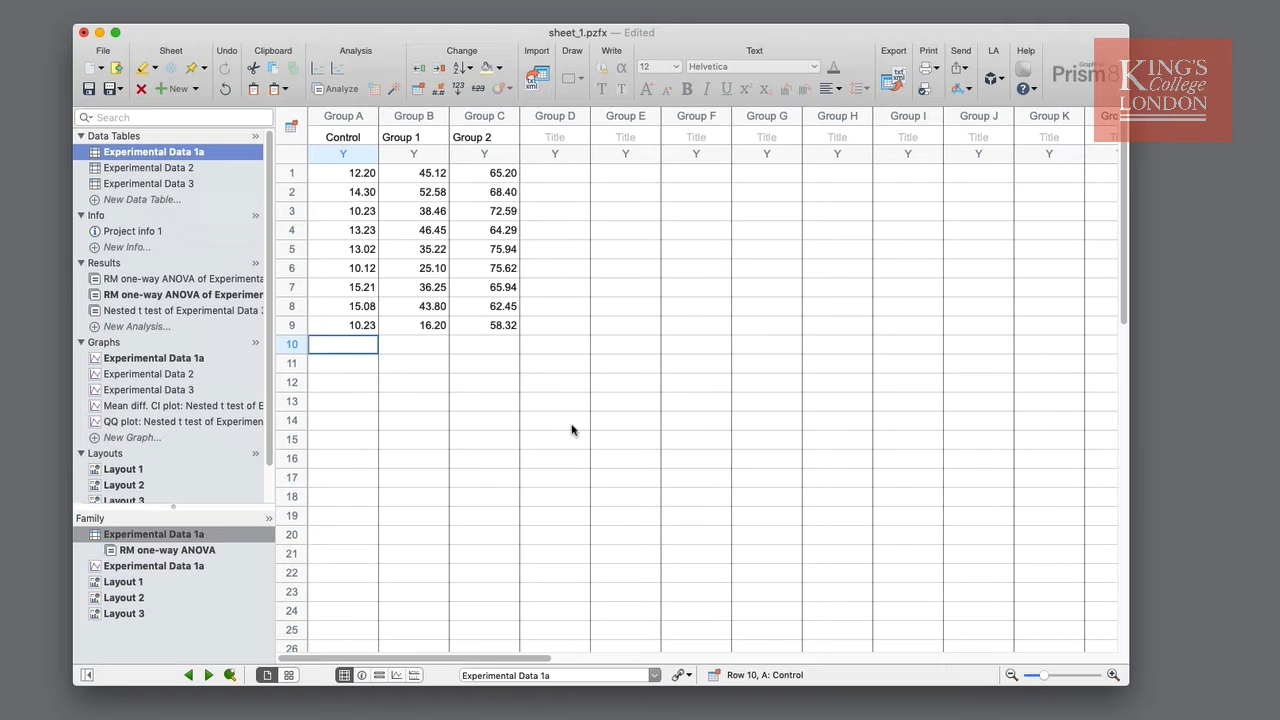 sheet_1.pzfx — Edited
File Sheet Undo Clipboard Analysis Change Import Draw Write Text Export Print Send LA Help
12 Helvetica
Analyze New
Prism 8
KING'S
College
LONDON
Search
Data Tables
Experimental Data 1a
Experimental Data 2
Experimental Data 3
New Data Table...
Info
Project info 1
New Info...
Results
RM one-way ANOVA of Experimenta
RM one-way ANOVA of Experimer
Nested t test of Experimental Data
New Analysis...
Graphs
Experimental Data 1a
Experimental Data 2
Experimental Data 3
Mean diff. CI plot: Nested t test of E
QQ plot: Nested t test of Experimen
New Graph...
Layouts
Layout 1
Layout 2
Layout 3
Family
Experimental Data 1a
RM one-way ANOVA
Experimental Data 1a
Layout 1
Layout 2
Layout 3
Group A Group B Group C Group D Group E Group F Group G Group H Group I Group J Group K Gro
Control Group 1 Group 2 Title Title Title Title Title Title Title Title
Y Y Y Y Y Y Y Y Y Y Y
1 12.20 45.12 65.20
2 14.30 52.58 68.40
3 10.23 38.46 72.59
4 13.23 46.45 64.29
5 13.02 35.22 75.94
6 10.12 25.10 75.62
7 15.21 36.25 65.94
8 15.08 43.80 62.45
9 10.23 16.20 58.32
10
11
12
13
14
15
16
17
18
19
20
21
22
23
24
25
26
Experimental Data 1a
Row 10, A: Control